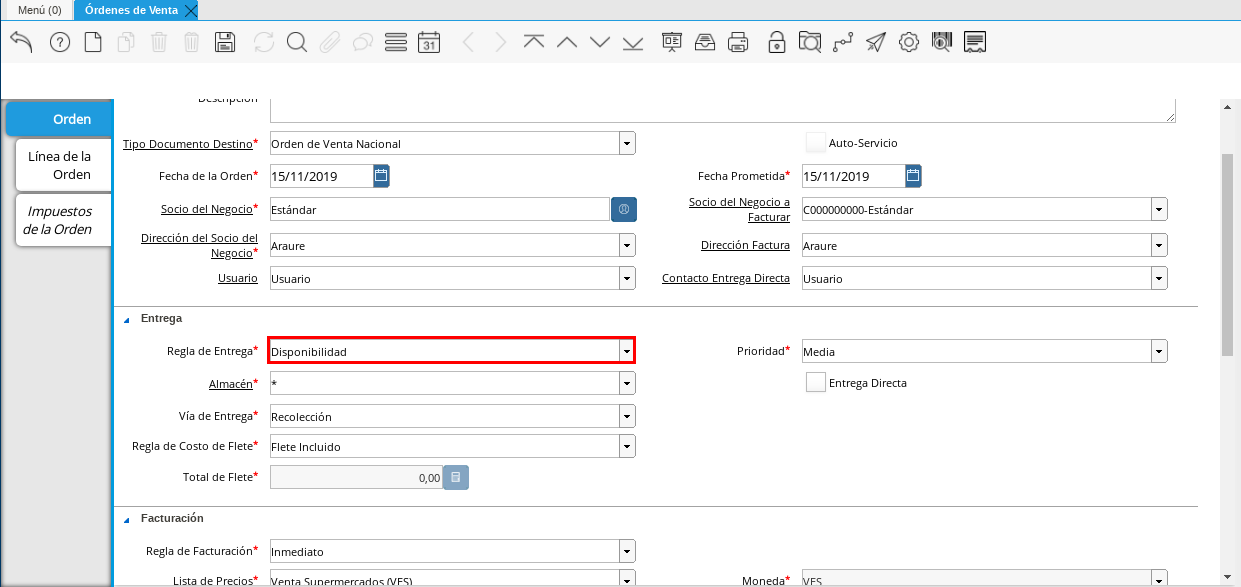 Menú (0)
Órdenes de Venta
31
Orden
Línea de la
Orden
Impuestos
de la Orden
Descripción
Tipo Documento Destino* Orden de Venta Nacional
Auto-Servicio
Fecha de la Orden* 15/11/2019
Fecha Prometida* 15/11/2019
Socio del Negocio* Estándar
Socio del Negocio a
Facturar
C000000000-Estándar
Dirección del Socio del
Negocio*
Araure
Dirección Factura Araure
Usuario Usuario
Contacto Entrega Directa Usuario
Entrega
Regla de Entrega* Disponibilidad
Prioridad* Media
Almacén* *
Entrega Directa
Vía de Entrega* Recolección
Regla de Costo de Flete* Flete Incluido
Total de Flete* 0,00
Facturación
Regla de Facturación* Inmediato
Lista de Precios* Venta Supermercados (VES)
Moneda* VES